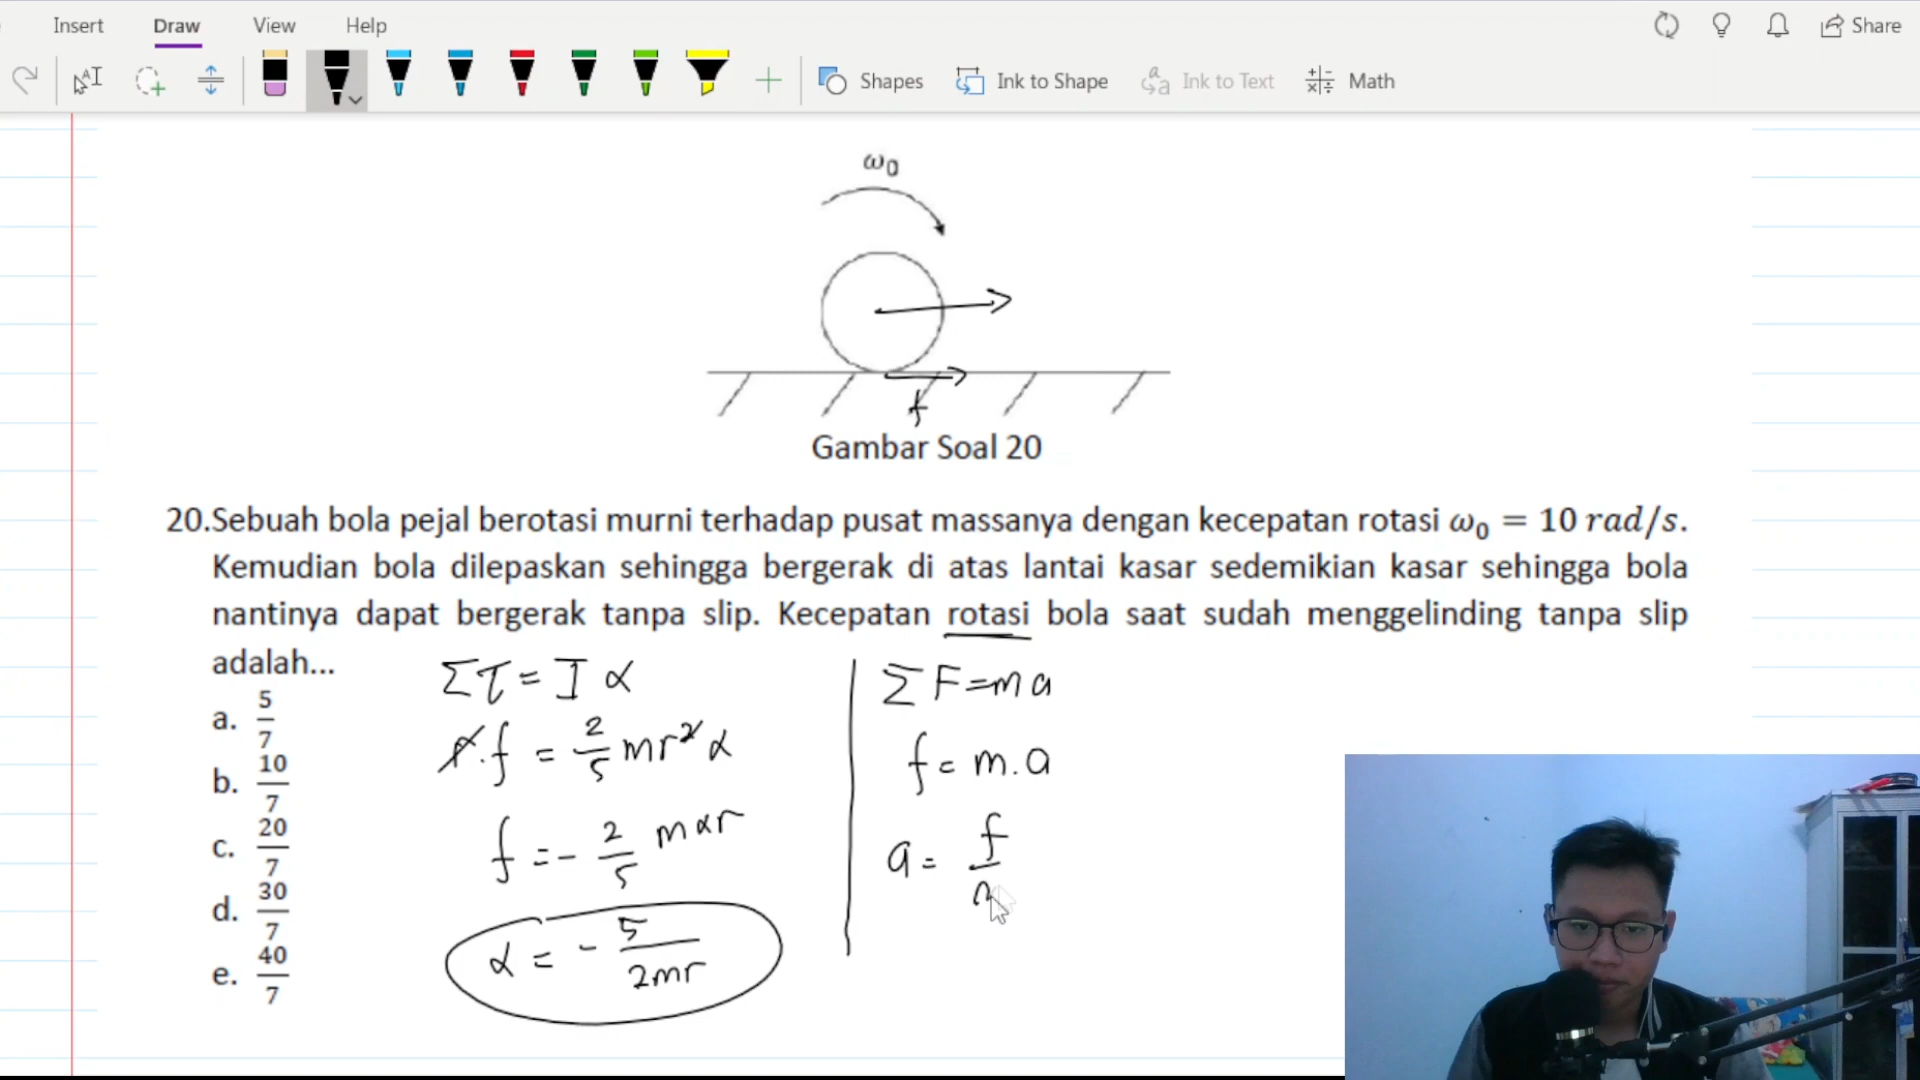 Insert Draw View Help Share
Shapes Ink to Shape Ink to Text Math
ω₀
f
Gambar Soal 20
20.Sebuah bola pejal berotasi murni terhadap pusat massanya dengan kecepatan rotasi ω₀ = 10 rad/s.
Kemudian bola dilepaskan sehingga bergerak di atas lantai kasar sedemikian kasar sehingga bola
nantinya dapat bergerak tanpa slip. Kecepatan rotasi bola saat sudah menggelinding tanpa slip
adalah...
a. 5/7
b. 10/7
c. 20/7
d. 30/7
e. 40/7
Στ = I α
r.f = 2/5 mr² α
f = - 2/5 mαr
α = - 5/2mr
ΣF=ma
f = m.a
a = f/m